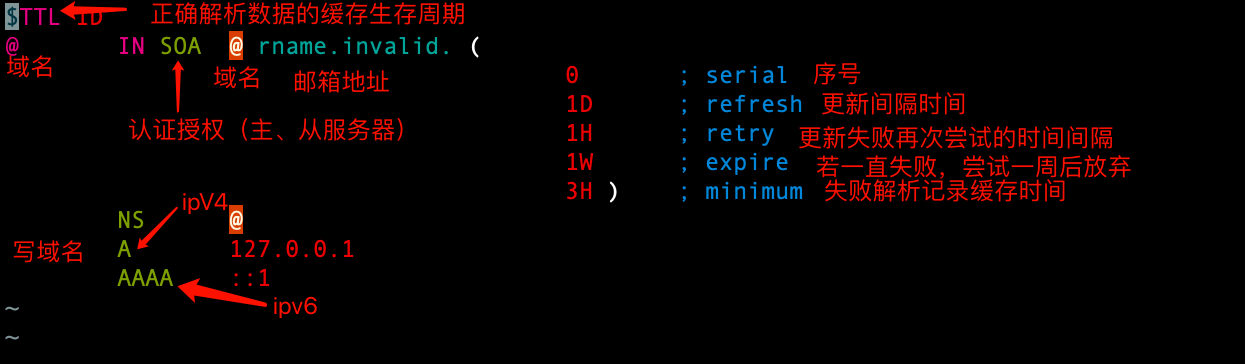 $TTL 1D 正确解析数据的缓存生存周期
@ IN SOA @ rname.invalid. (
域名 域名 邮箱地址
0 ; serial 序号
1D ; refresh 更新间隔时间
认证授权（主、从服务器）
1H ; retry 更新失败再次尝试的时间间隔
1W ; expire 若一直失败，尝试一周后放弃
3H ) ; minimum 失败解析记录缓存时间
ipV4
NS @
写域名 A 127.0.0.1
AAAA ::1
ipv6
~
~